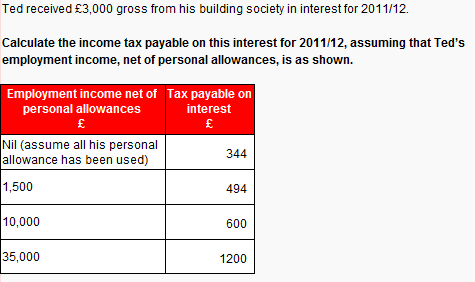 Ted received £3,000 gross from his building society in interest for 2011/12.
Calculate the income tax payable on this interest for 2011/12, assuming that Ted's
employment income, net of personal allowances, is as shown.
Employment income net of personal allowances £
Tax payable on interest £
Nil (assume all his personal allowance has been used) 344
1,500 494
10,000 600
35,000 1200